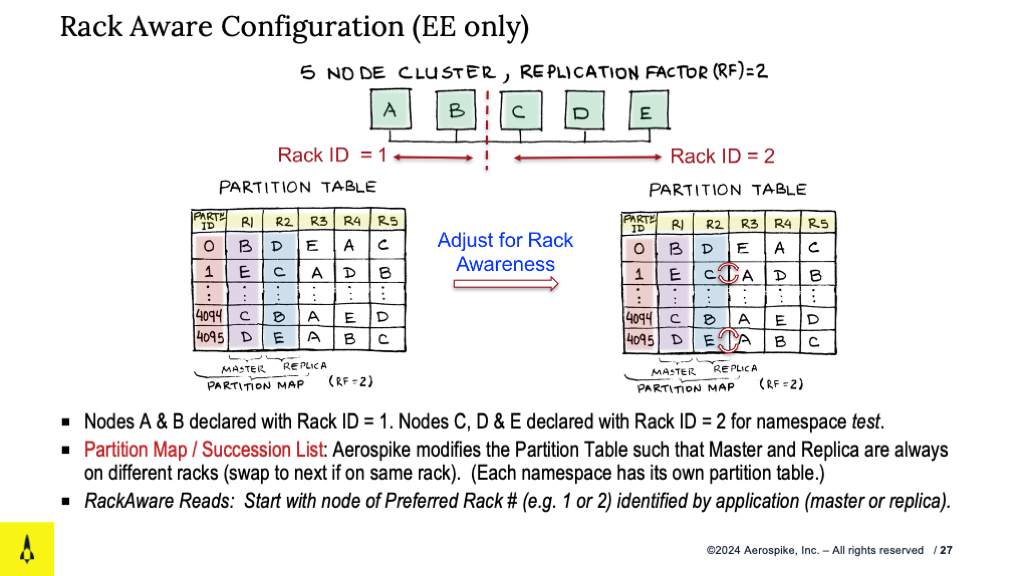 Rack Aware Configuration (EE only)
5 NODE CLUSTER, REPLICATION FACTOR (RF)=2
A B C D E
Rack ID = 1
Rack ID = 2
PARTITION TABLE
PARTN ID R1 R2 R3 R4 R5
0 B D E A C
1 E C A D B
⋮ ⋮ ⋮ ⋮ ⋮ ⋮
4094 C B A E D
4095 D E A B C
MASTER REPLICA
PARTITION MAP (RF=2)
Adjust for Rack
Awareness
PARTITION TABLE
PARTN ID R1 R2 R3 R4 R5
0 B D E A C
1 E C A D B
⋮ ⋮ ⋮ ⋮ ⋮ ⋮
4094 C B A E D
4095 D E A B C
MASTER REPLICA
PARTITION MAP (RF=2)
▪ Nodes A & B declared with Rack ID = 1. Nodes C, D & E declared with Rack ID = 2 for namespace test.
▪ Partition Map / Succession List: Aerospike modifies the Partition Table such that Master and Replica are always
on different racks (swap to next if on same rack). (Each namespace has its own partition table.)
▪ RackAware Reads: Start with node of Preferred Rack # (e.g. 1 or 2) identified by application (master or replica).
©2024 Aerospike, Inc. – All rights reserved / 27